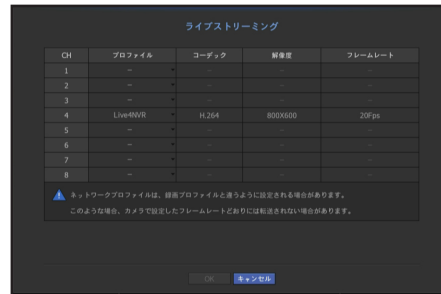 ライブストリーミング
CH プロファイル コーデック 解像度 フレームレート
1 － － － －
2 － － － －
3 － － － －
4 Live4NVR H.264 800X600 20Fps
5 － － － －
6 － － － －
7 － － － －
8 － － － －
ネットワークプロファイルは、録画プロファイルと違うように設定される場合があります。
このような場合、カメラで設定したフレームレートどおりには転送されない場合があります。
OK キャンセル